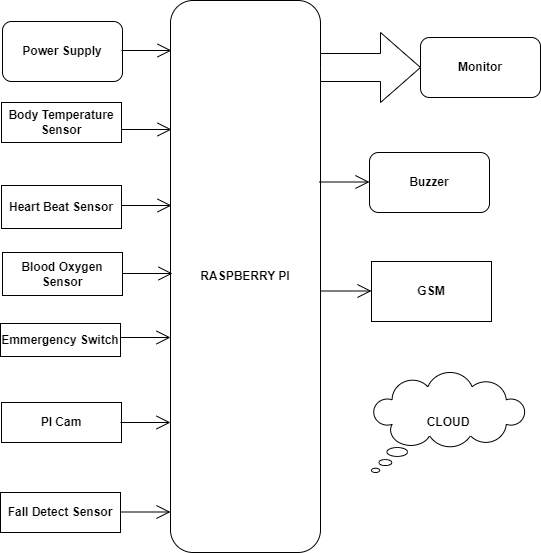 Power Supply
Body Temperature
Sensor
Heart Beat Sensor
Blood Oxygen
Sensor
Emmergency Switch
PI Cam
Fall Detect Sensor
RASPBERRY PI
Monitor
Buzzer
GSM
CLOUD